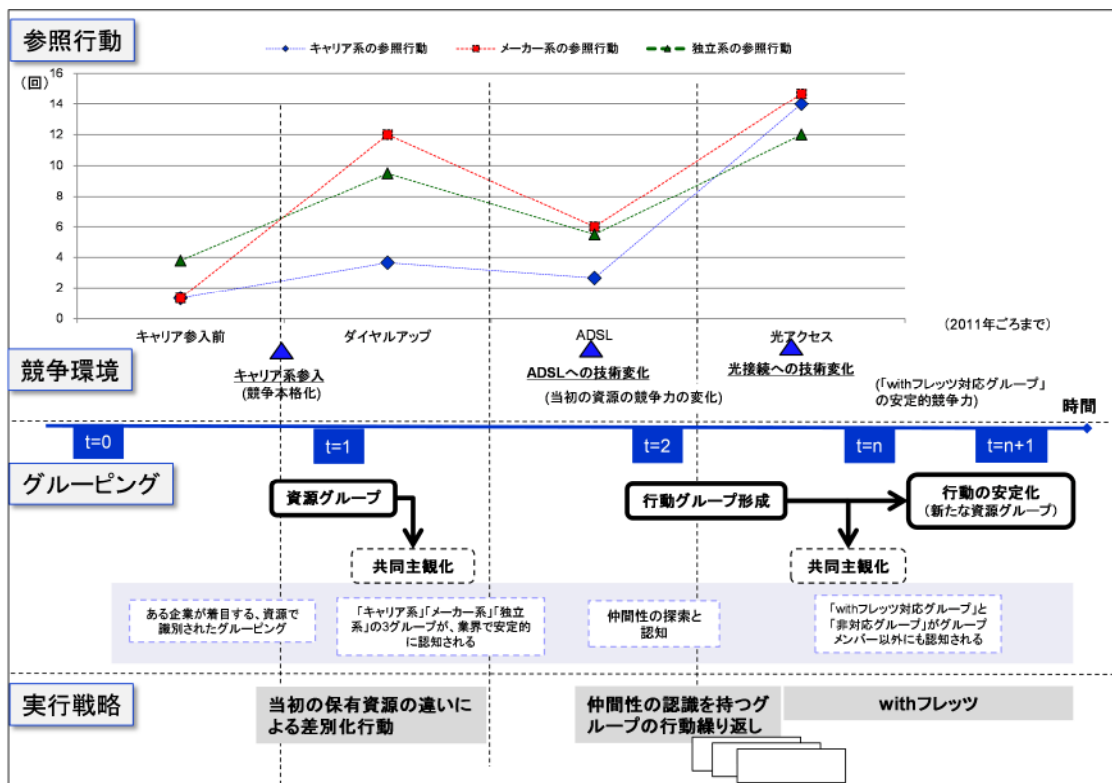 参照行動
キャリア系の参照行動
メーカー系の参照行動
独立系の参照行動
(回)
16
14
12
10
8
6
4
2
0
キャリア参入前
ダイヤルアップ
ADSL
光アクセス
(2011年ごろまで)
競争環境
キャリア系参入
(競争本格化)
ADSLへの技術変化
(当初の資源の競争力の変化)
光接続への技術変化
(「withフレッツ対応グループ」
の安定的競争力)
時間
t=0
t=1
t=2
t=n
t=n+1
グルーピング
資源グループ
行動グループ形成
行動の安定化
(新たな資源グループ)
共同主観化
共同主観化
ある企業が着目する、資源で
識別されたグルーピング
「キャリア系」「メーカー系」「独立
系」の3グループが、業界で安定的
に認知される
仲間性の探索と
認知
「withフレッツ対応グループ」と
「非対応グループ」がグループ
メンバー以外にも認知される
実行戦略
当初の保有資源の違いに
よる差別化行動
仲間性の認識を持つグ
ループの行動繰り返し
withフレッツ